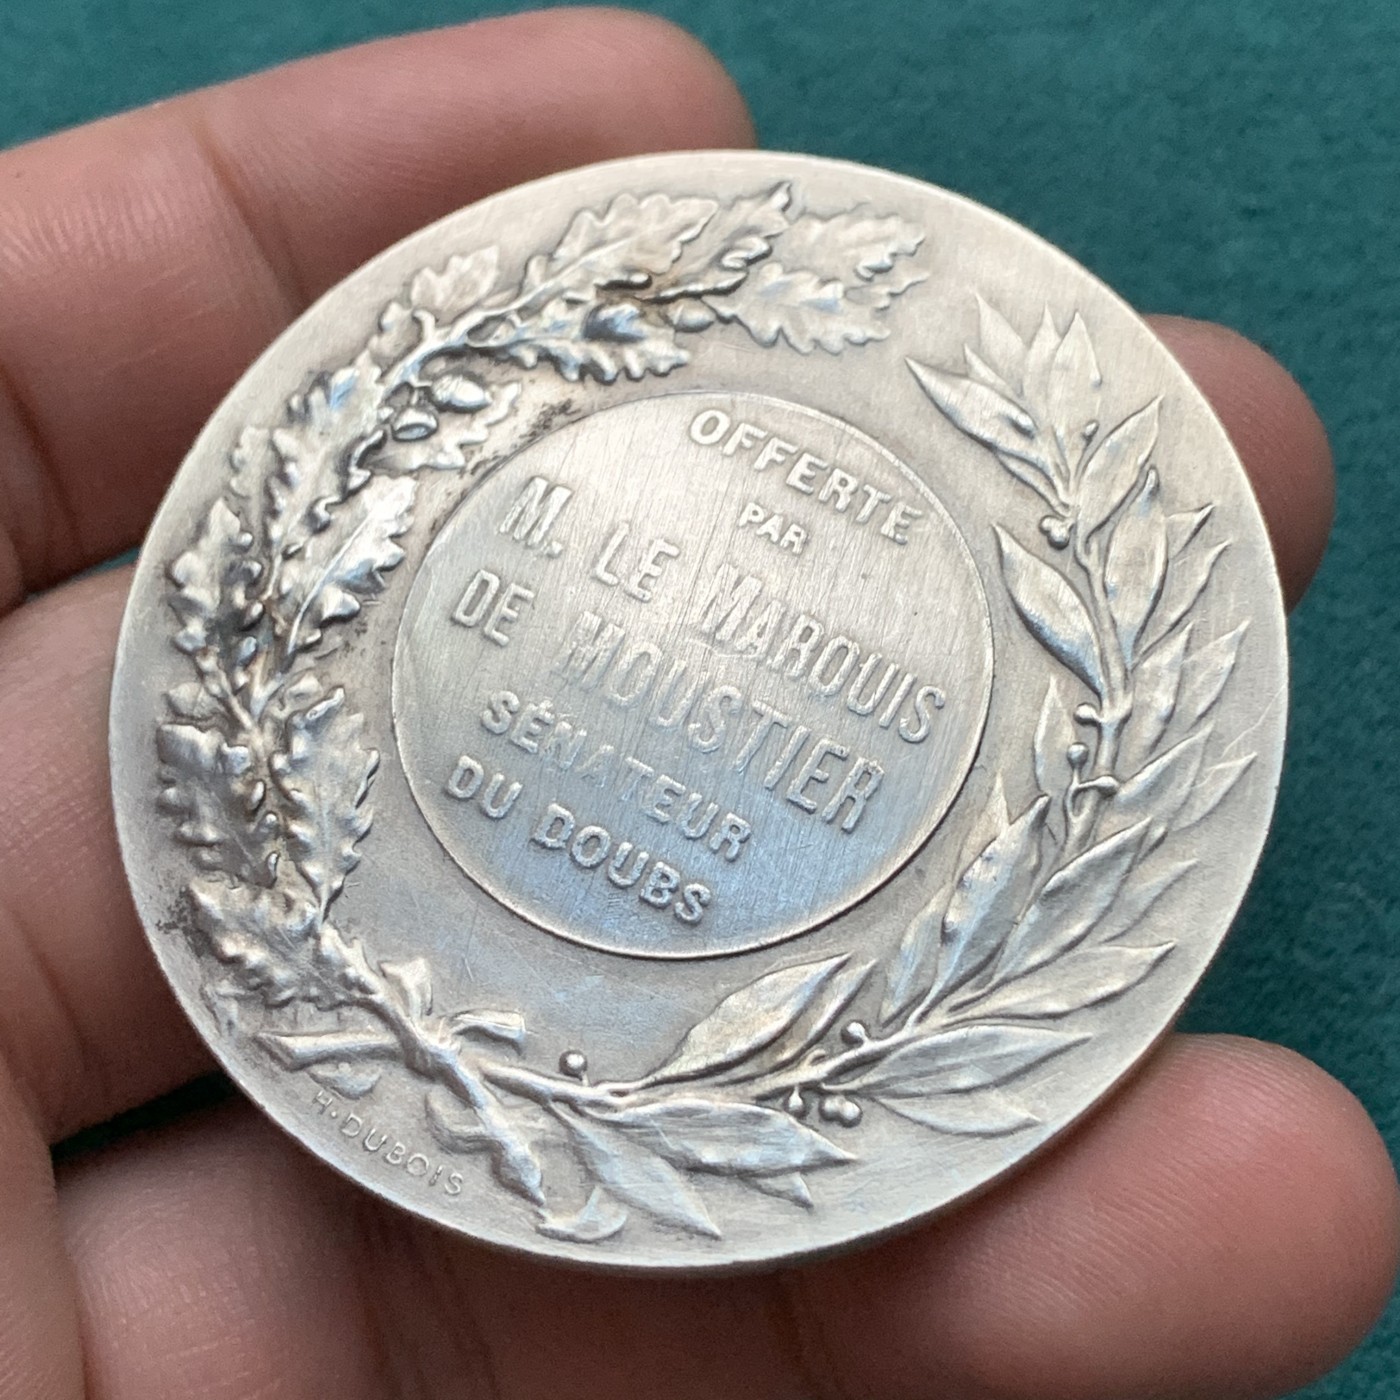 OFFERTE
PAR
M. LE MARQUIS
DE MOUSTIER
SÉNATEUR
DU DOUBS
H. DUBOIS